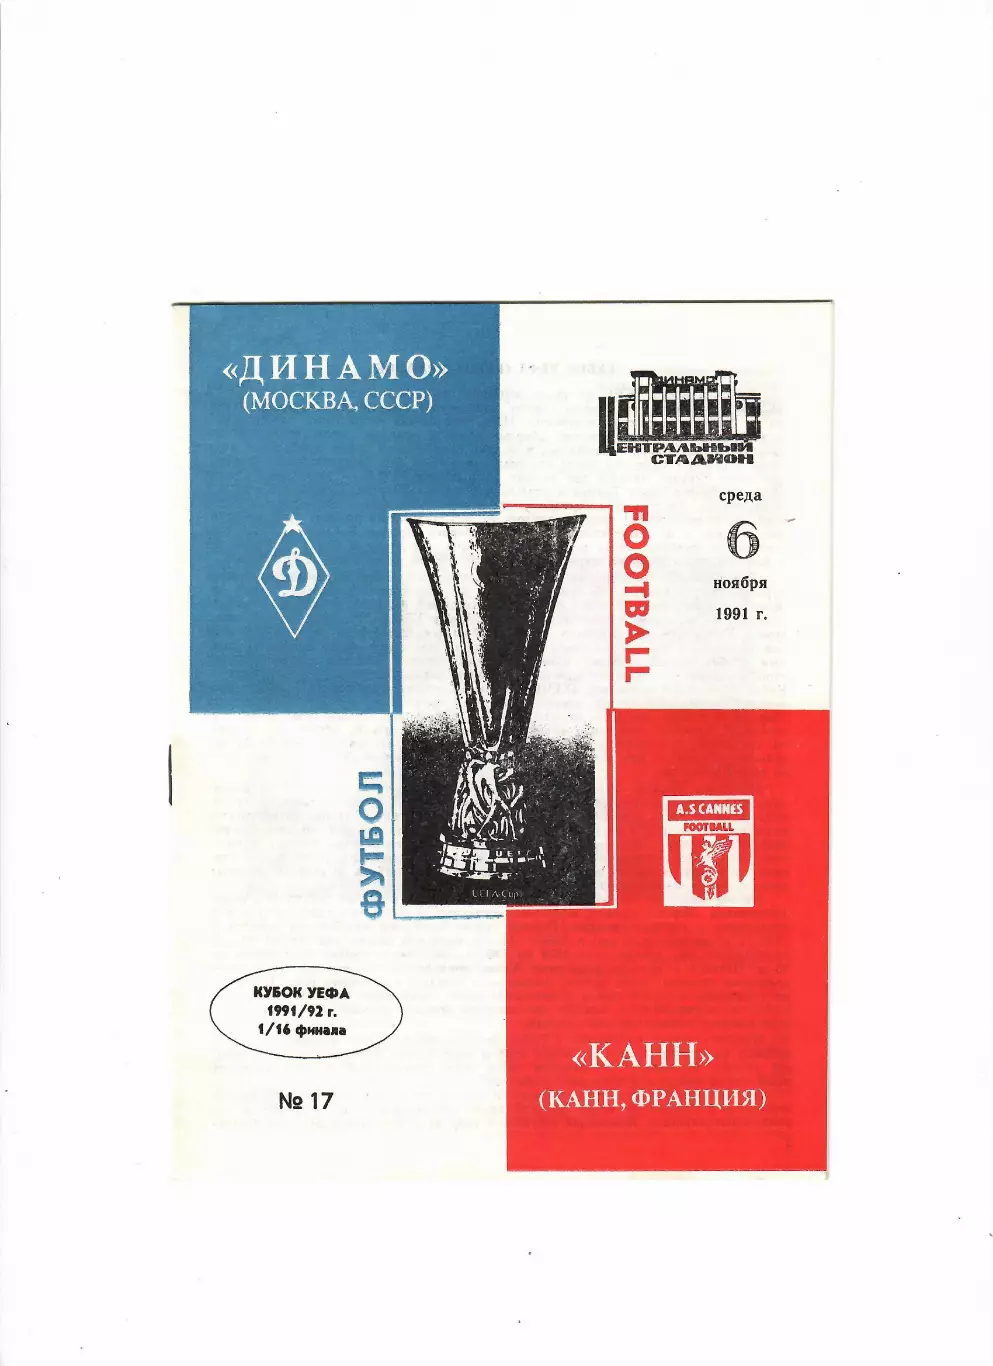 «ДИНАМО»
(МОСКВА, СССР)
ДИНАМО
ЦЕНТРАЛЬНЫЙ
СТАДИОН
среда
6
ноября
1991 г.
FOOTBALL
ФУТБОЛ
Д
UEFA
UEFA Cup
A.S CANNES
FOOTBALL
КУБОК УЕФА
1991/92 г.
1/16 финала
№ 17
«КАНН»
(КАНН, ФРАНЦИЯ)